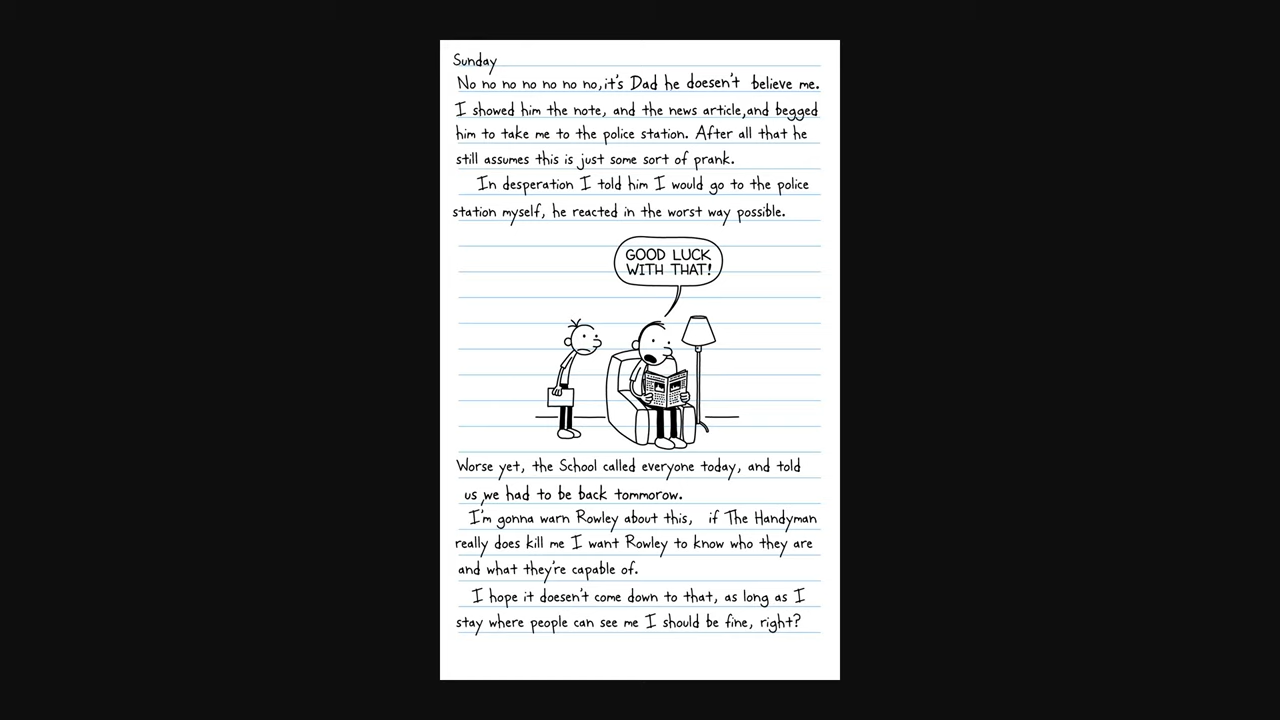 Sunday
No no no no no no no, it's Dad he doesen't believe me.
I showed him the note, and the news article, and begged
him to take me to the police station. After all that he
still assumes this is just some sort of prank.
In desperation I told him I would go to the police
station myself, he reacted in the worst way possible.
GOOD LUCK
WITH THAT!
Worse yet, the School called everyone today, and told
us, we had to be back tommorow.
I'm gonna warn Rowley about this, if The Handyman
really does kill me I want Rowley to know who they are
and what they're capable of.
I hope it doesen't come down to that, as long as I
stay where people can see me I should be fine, right?